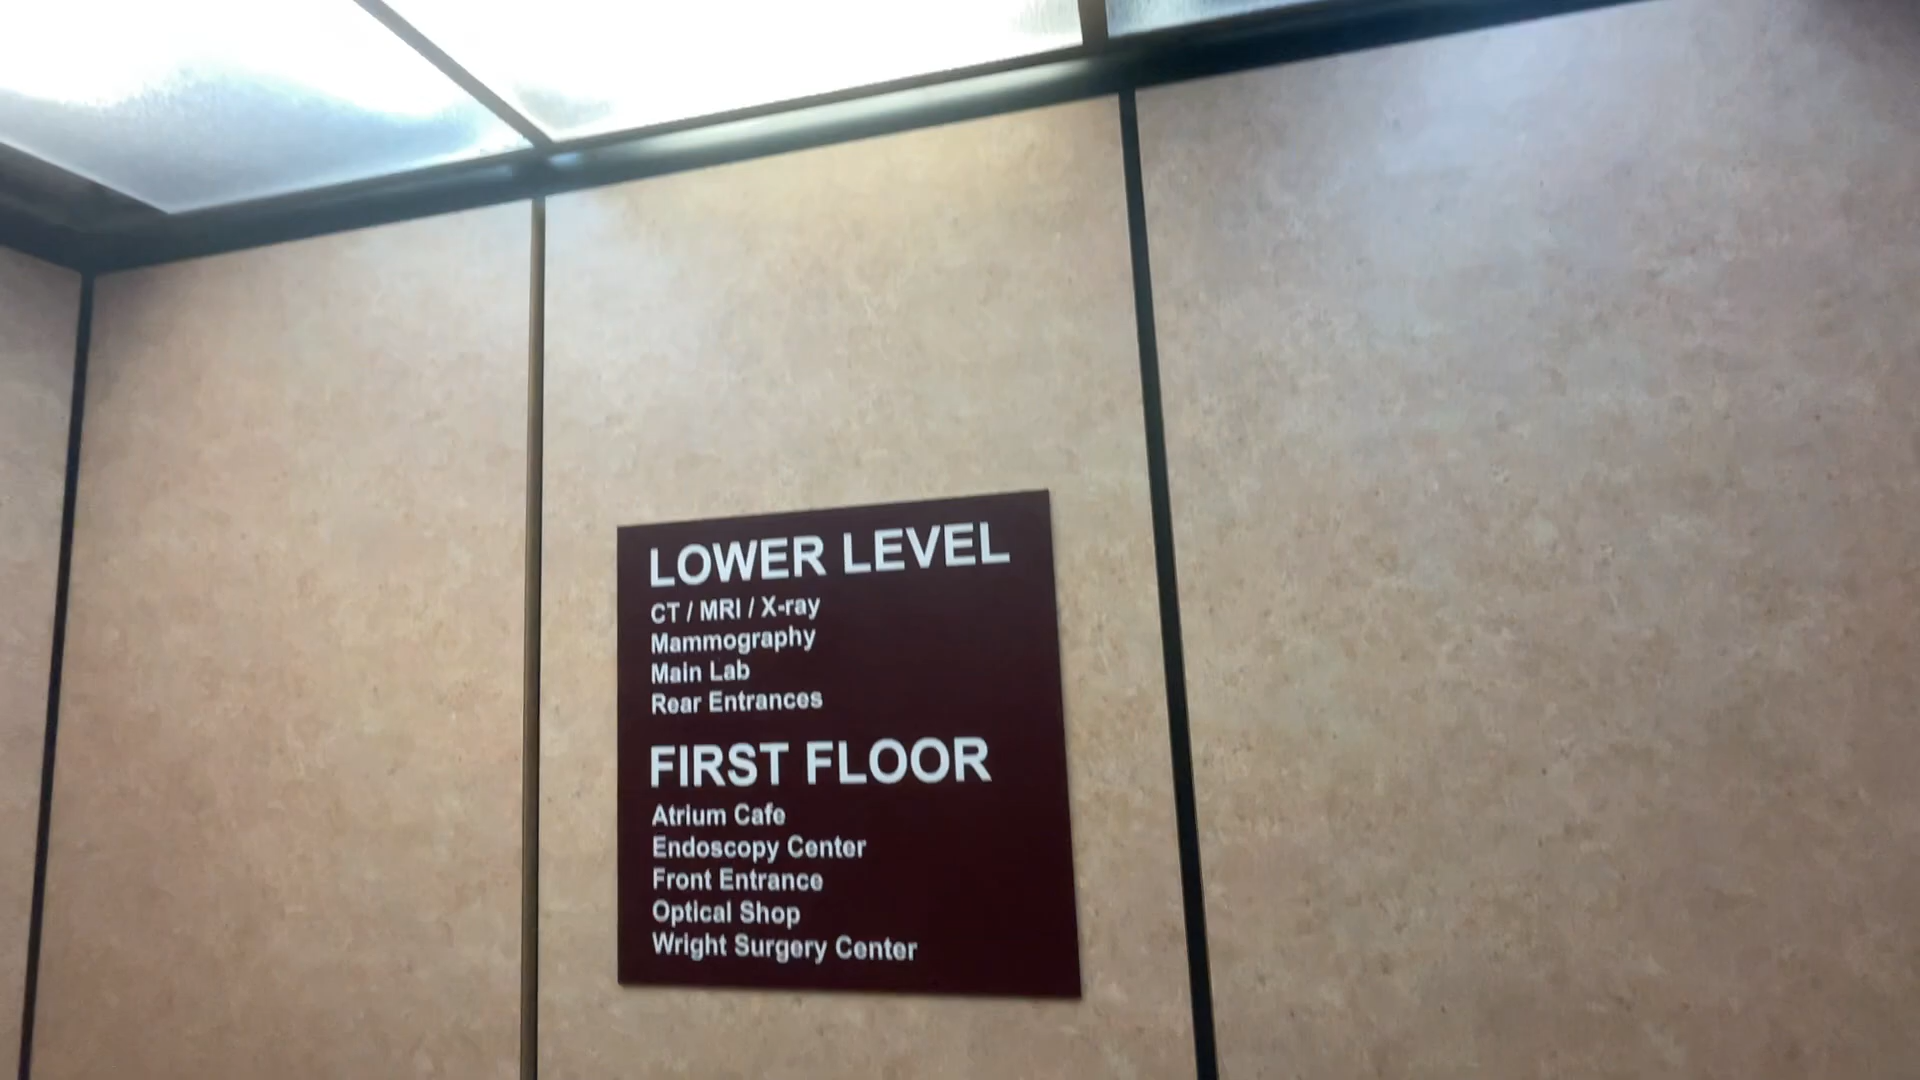 LOWER LEVEL
CT / MRI / X-ray
Mammography
Main Lab
Rear Entrances
FIRST FLOOR
Atrium Cafe
Endoscopy Center
Front Entrance
Optical Shop
Wright Surgery Center